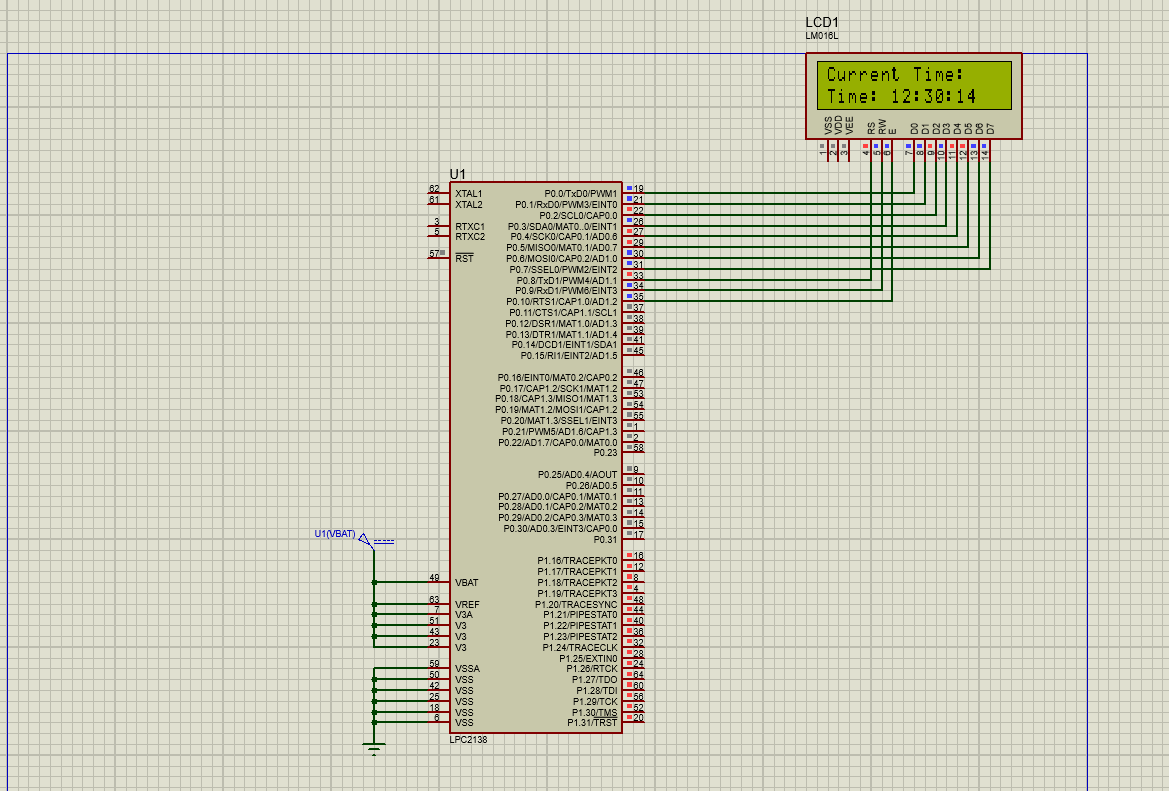 LCD1
LM016L
Current Time:
Time: 12:30:14
VSS VDD VEE RS RW E D0 D1 D2 D3 D4 D5 D6 D7
1 2 3 4 5 6 7 8 9 10 11 12 13 14
U1
62 XTAL1 P0.0/TxD0/PWM1 19
61 XTAL2 P0.1/RxD0/PWM3/EINT0 21
P0.2/SCL0/CAP0.0 22
3 RTXC1 P0.3/SDA0/MAT0..0/EINT1 26
5 RTXC2 P0.4/SCK0/CAP0.1/AD0.6 27
P0.5/MISO0/MAT0.1/AD0.7 29
57 RST P0.6/MOSI0/CAP0.2/AD1.0 30
P0.7/SSEL0/PWM2/EINT2 31
P0.8/TxD1/PWM4/AD1.1 33
P0.9/RxD1/PWM6/EINT3 34
P0.10/RTS1/CAP1.0/AD1.2 35
P0.11/CTS1/CAP1.1/SCL1 37
P0.12/DSR1/MAT1.0/AD1.3 38
P0.13/DTR1/MAT1.1/AD1.4 39
P0.14/DCD1/EINT1/SDA1 41
P0.15/RI1/EINT2/AD1.5 45
P0.16/EINT0/MAT0.2/CAP0.2 46
P0.17/CAP1.2/SCK1/MAT1.2 47
P0.18/CAP1.3/MISO1/MAT1.3 53
P0.19/MAT1.2/MOSI1/CAP1.2 54
P0.20/MAT1.3/SSEL1/EINT3 55
P0.21/PWM5/AD1.6/CAP1.3 1
P0.22/AD1.7/CAP0.0/MAT0.0 2
P0.23 58
P0.25/AD0.4/AOUT 9
P0.26/AD0.5 10
P0.27/AD0.0/CAP0.1/MAT0.1 11
P0.28/AD0.1/CAP0.2/MAT0.2 13
P0.29/AD0.2/CAP0.3/MAT0.3 14
P0.30/AD0.3/EINT3/CAP0.0 15
U1(VBAT) P0.31 17
P1.16/TRACEPKT0 16
P1.17/TRACEPKT1 12
49 VBAT P1.18/TRACEPKT2 8
P1.19/TRACEPKT3 4
63 VREF P1.20/TRACESYNC 48
7 V3A P1.21/PIPESTAT0 44
51 V3 P1.22/PIPESTAT1 40
43 V3 P1.23/PIPESTAT2 36
23 V3 P1.24/TRACECLK 32
P1.25/EXTIN0 28
59 VSSA P1.26/RTCK 24
50 VSS P1.27/TDO 64
42 VSS P1.28/TDI 60
25 VSS P1.29/TCK 56
18 VSS P1.30/TMS 52
6 VSS P1.31/TRST 20
LPC2138